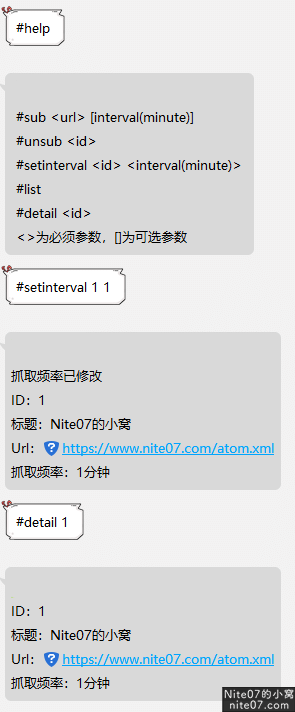 #help
#sub <url> [interval(minute)]
#unsub <id>
#setinterval <id> <interval(minute)>
#list
#detail <id>
<>为必须参数，[]为可选参数
#setinterval 1 1
抓取频率已修改
ID：1
标题：Nite07的小窝
Url： https://www.nite07.com/atom.xml
抓取频率：1分钟
#detail 1
ID：1
标题：Nite07的小窝
Url： https://www.nite07.com/atom.xml
抓取频率：1分钟
Nite07的小窝
nite07.com